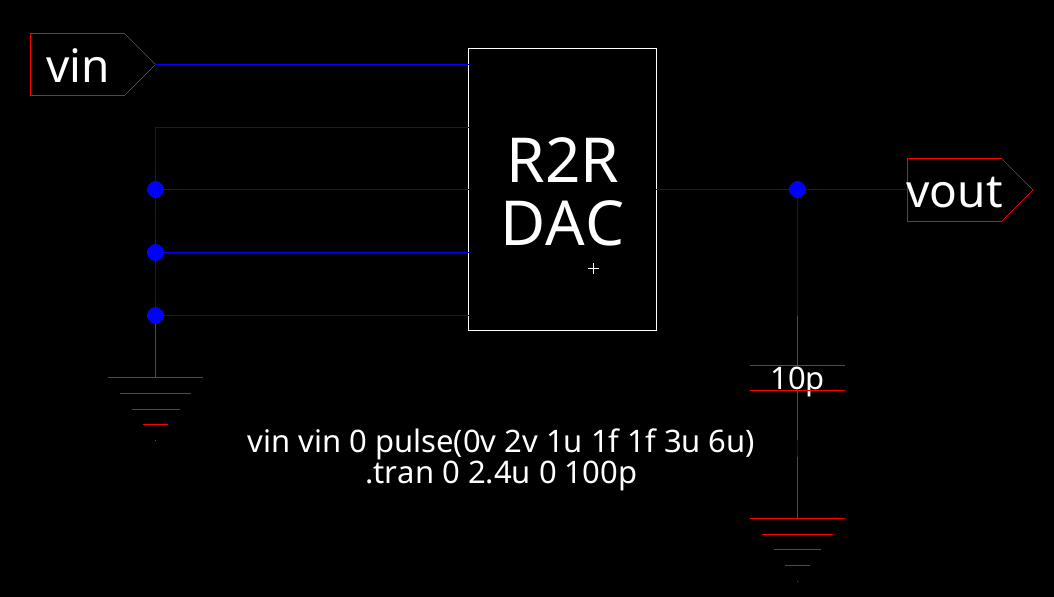 vin
R2R
DAC
vout
10p
vin vin 0 pulse(0v 2v 1u 1f 1f 3u 6u)
.tran 0 2.4u 0 100p